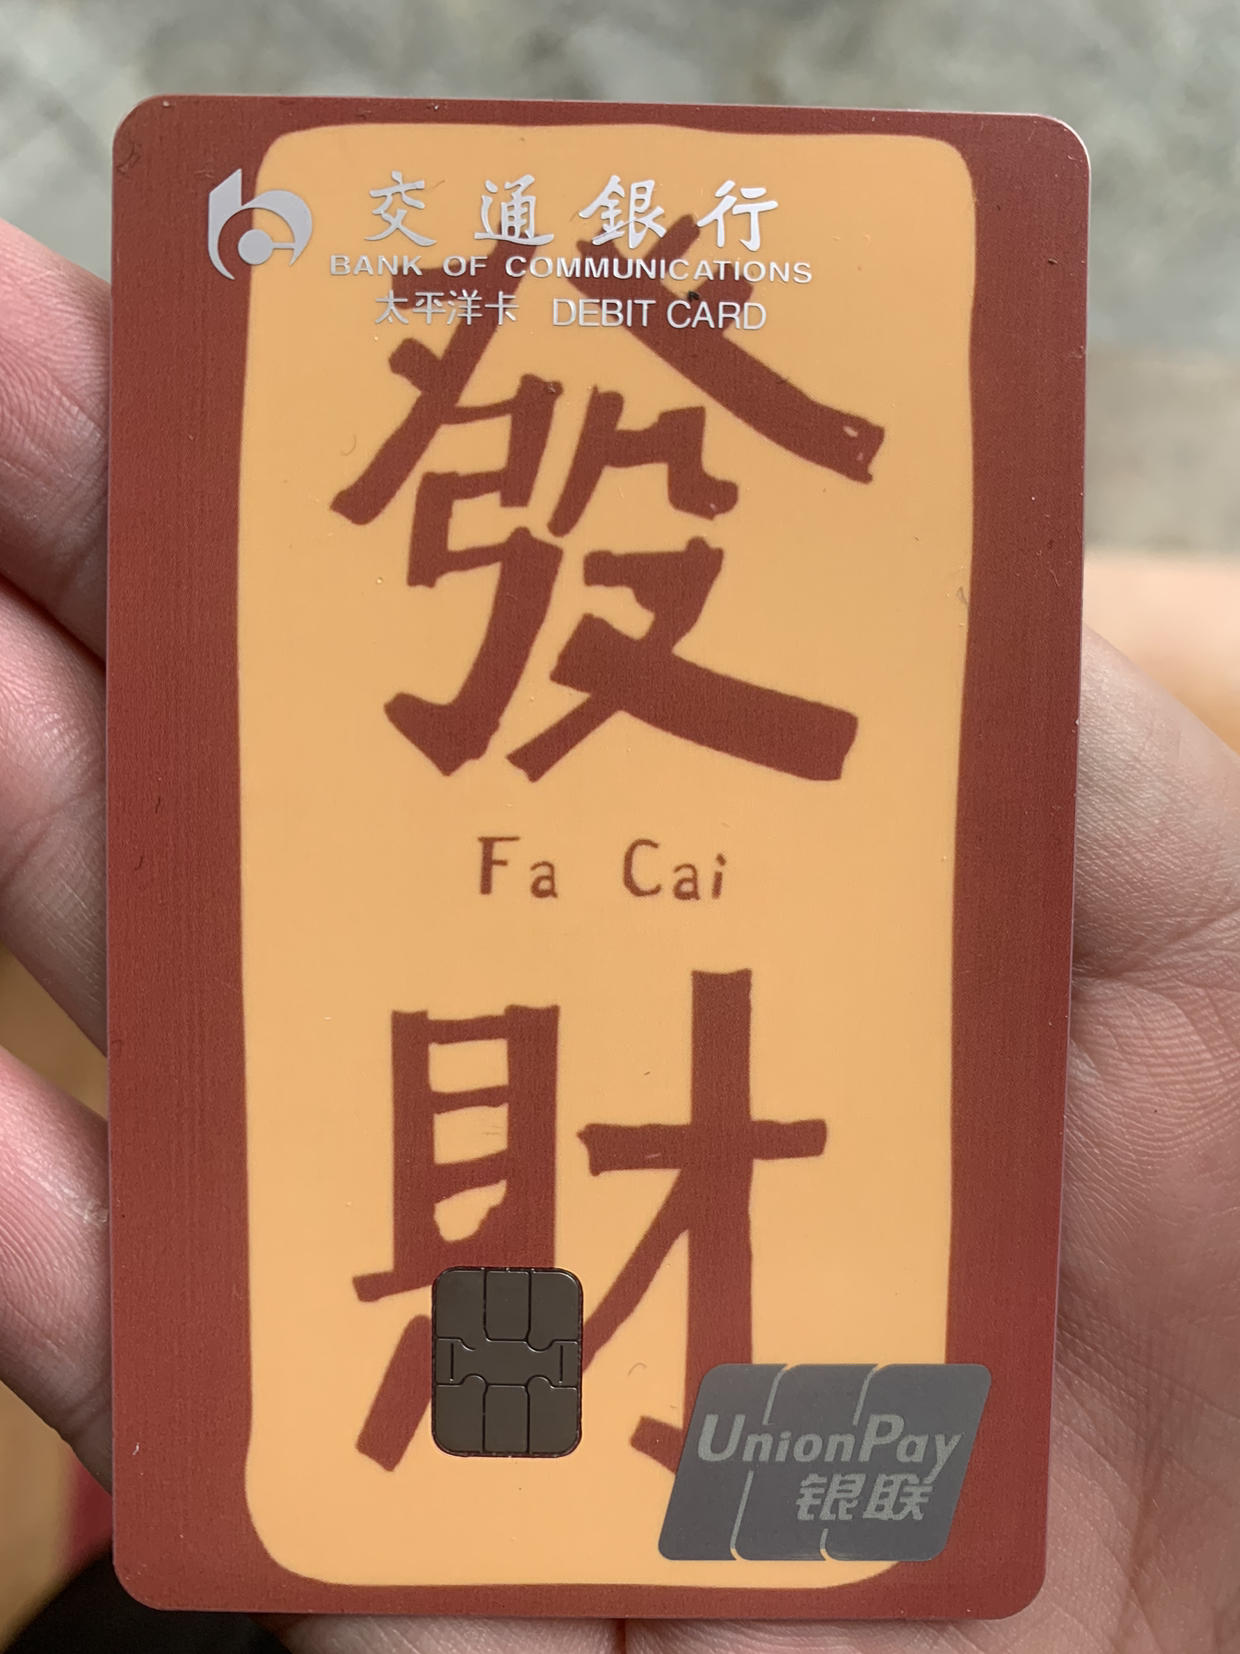 交通銀行
BANK OF COMMUNICATIONS
太平洋卡 DEBIT CARD
發
Fa Cai
財
UnionPay
银联